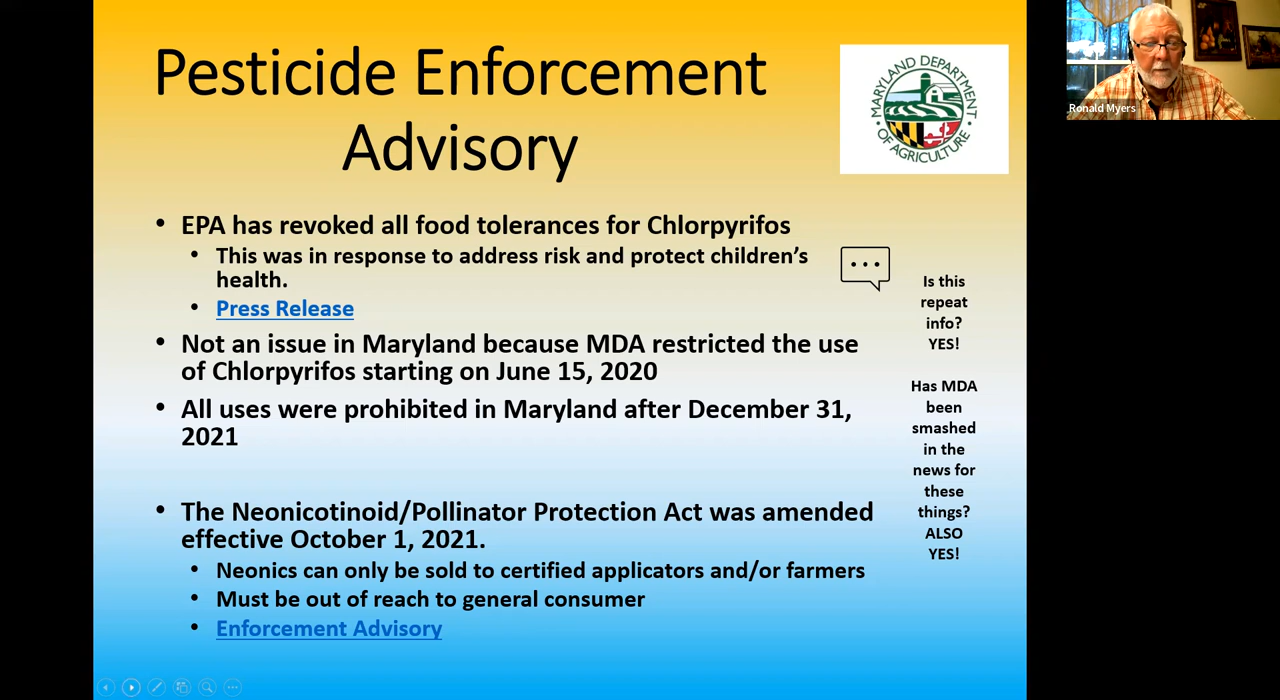 Pesticide Enforcement
Advisory
MARYLAND DEPARTMENT
OF AGRICULTURE
Ronald Myers
• EPA has revoked all food tolerances for Chlorpyrifos
• This was in response to address risk and protect children’s
health.
• Press Release
• Not an issue in Maryland because MDA restricted the use
of Chlorpyrifos starting on June 15, 2020
• All uses were prohibited in Maryland after December 31,
2021
• The Neonicotinoid/Pollinator Protection Act was amended
effective October 1, 2021.
• Neonics can only be sold to certified applicators and/or farmers
• Must be out of reach to general consumer
• Enforcement Advisory
Is this
repeat
info?
YES!
Has MDA
been
smashed
in the
news for
these
things?
ALSO
YES!